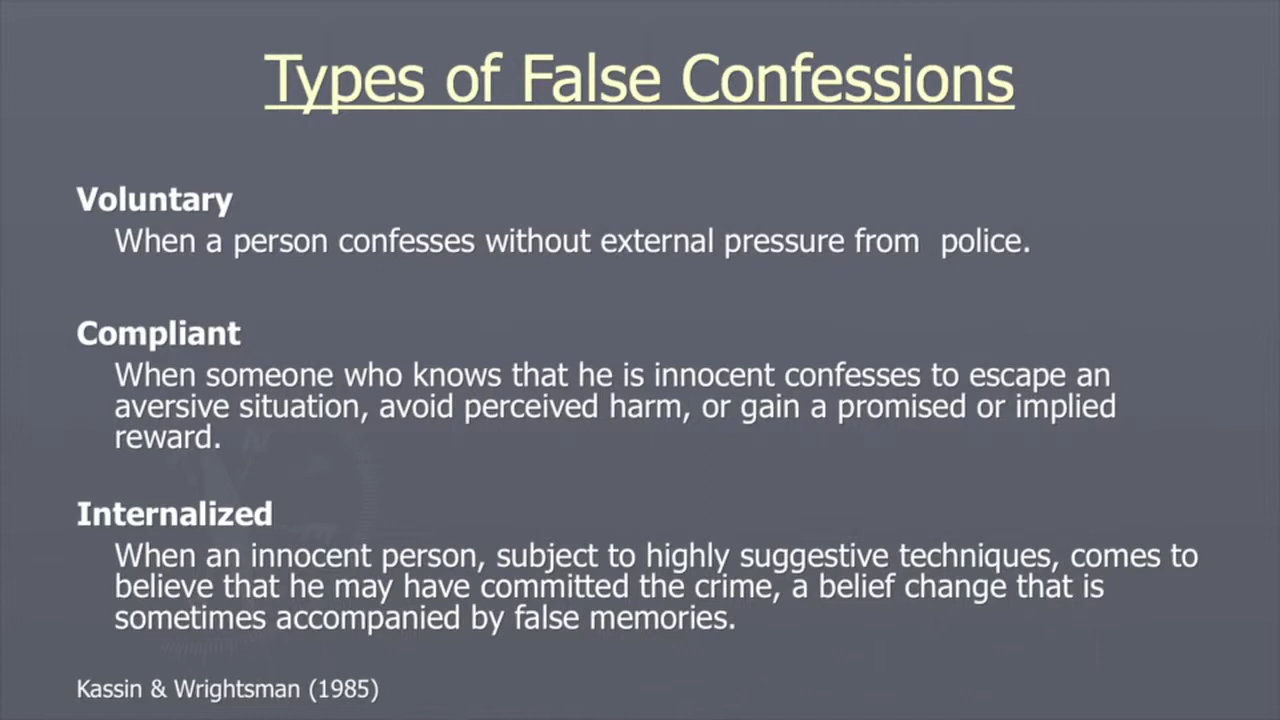 Types of False Confessions
Voluntary
When a person confesses without external pressure from  police.
Compliant
When someone who knows that he is innocent confesses to escape an
aversive situation, avoid perceived harm, or gain a promised or implied
reward.
Internalized
When an innocent person, subject to highly suggestive techniques, comes to
believe that he may have committed the crime, a belief change that is
sometimes accompanied by false memories.
Kassin & Wrightsman (1985)